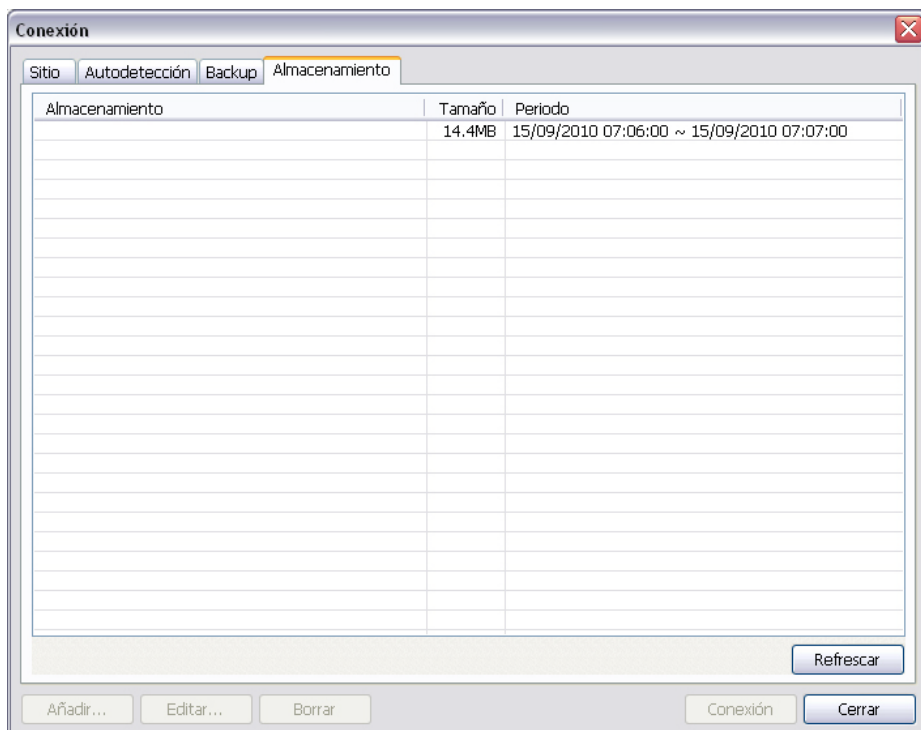 Conexión
Sitio Autodetección Backup Almacenamiento
Almacenamiento Tamaño Periodo
14.4MB 15/09/2010 07:06:00 ~ 15/09/2010 07:07:00
Refrescar
Añadir... Editar... Borrar Conexión Cerrar